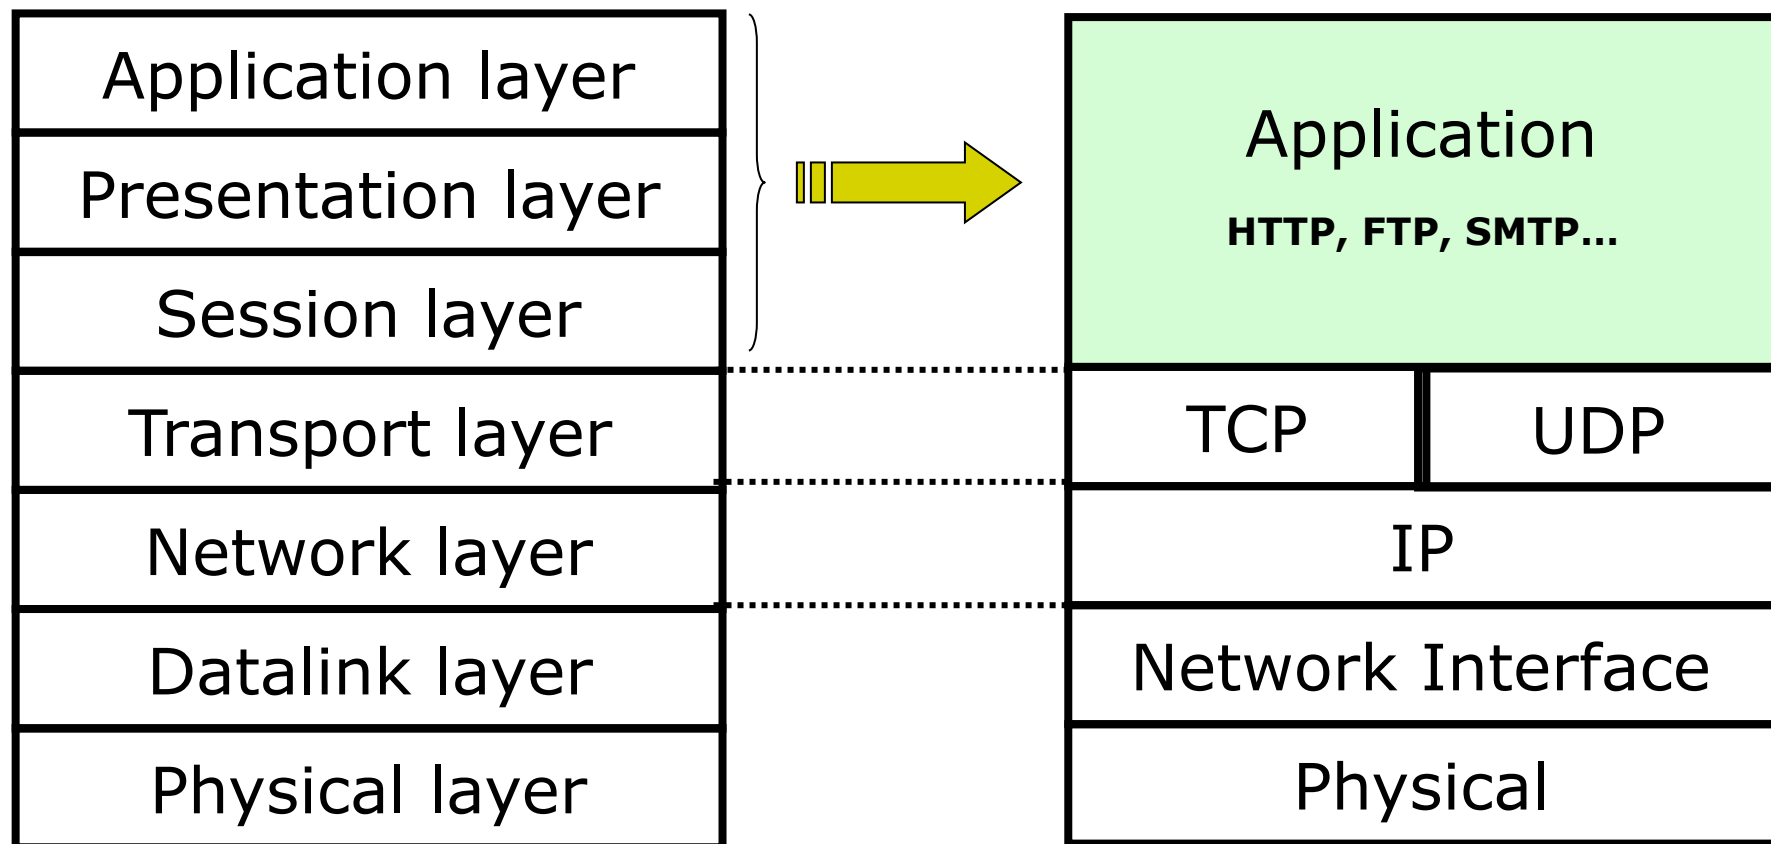 Application layer
Presentation layer
Session layer
Transport layer
Network layer
Datalink layer
Physical layer
Application
HTTP, FTP, SMTP...
TCP
UDP
IP
Network Interface
Physical